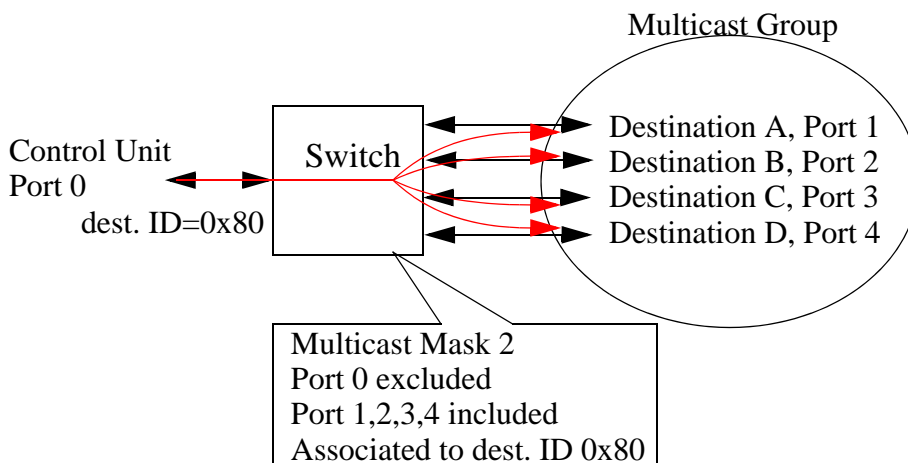 Multicast Group
Control Unit
Port 0
dest. ID=0x80
Switch
Destination A, Port 1
Destination B, Port 2
Destination C, Port 3
Destination D, Port 4
Multicast Mask 2
Port 0 excluded
Port 1,2,3,4 included
Associated to dest. ID 0x80